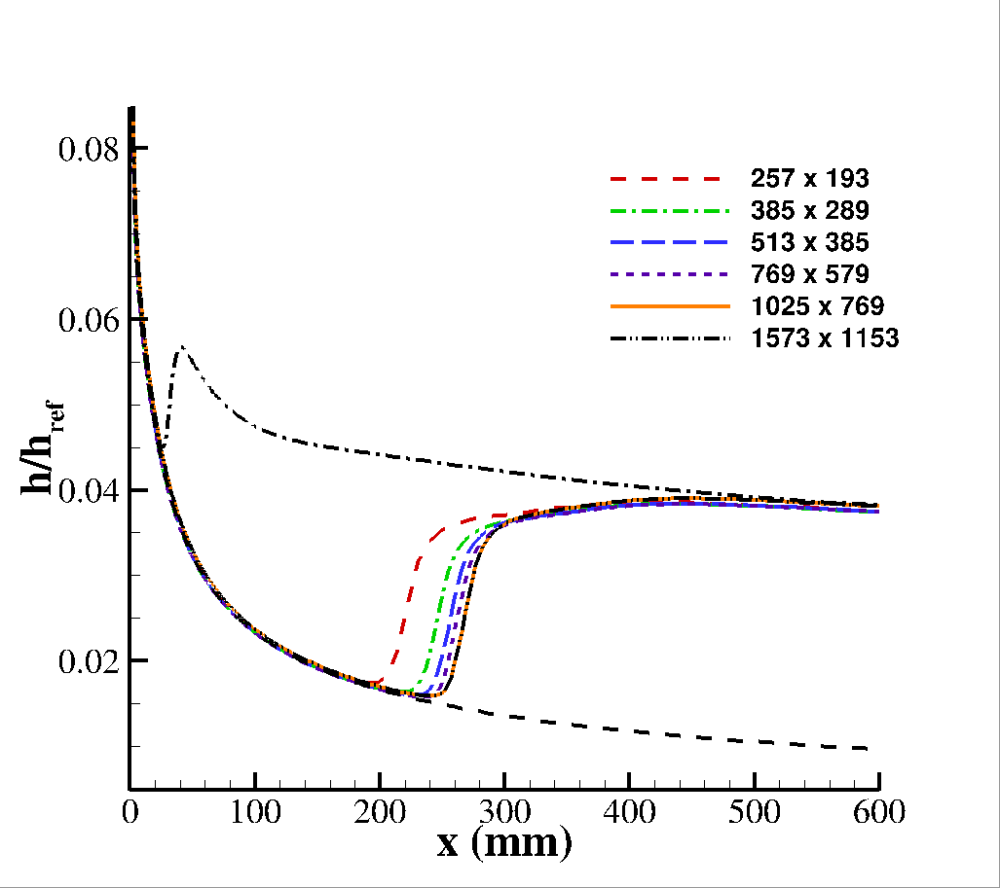 0.08
0.06
0.04
0.02
h/href
257 x 193
385 x 289
513 x 385
769 x 579
1025 x 769
1573 x 1153
0 100 200 300 400 500 600
x (mm)